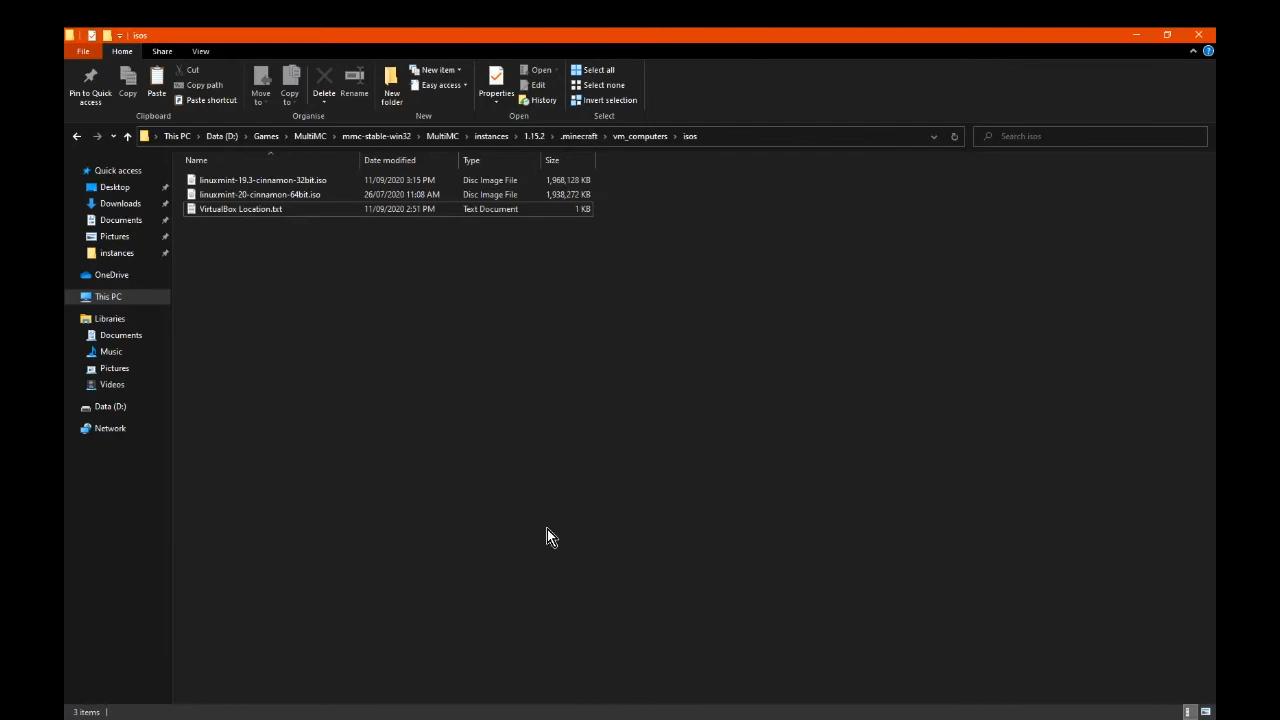 isos
File Home Share View
Pin to Quick access
Copy
Paste
Cut
Copy path
Paste shortcut
Clipboard
Move to
Copy to
Delete
Rename
Organise
New folder
New item
Easy access
New
Properties
Open
Edit
History
Open
Select all
Select none
Invert selection
Select
This PC > Data (D:) > Games > MultiMC > mmc-stable-win32 > MultiMC > instances > 1.15.2 > .minecraft > vm_computers > isos
Search isos
Name Date modified Type Size
linuxmint-19.3-cinnamon-32bit.iso 11/09/2020 3:15 PM Disc Image File 1,968,128 KB
linuxmint-20-cinnamon-64bit.iso 26/07/2020 11:08 AM Disc Image File 1,938,272 KB
VirtualBox Location.txt 11/09/2020 2:51 PM Text Document 1 KB
Quick access
Desktop
Downloads
Documents
Pictures
instances
OneDrive
This PC
Libraries
Documents
Music
Pictures
Videos
Data (D:)
Network
3 items